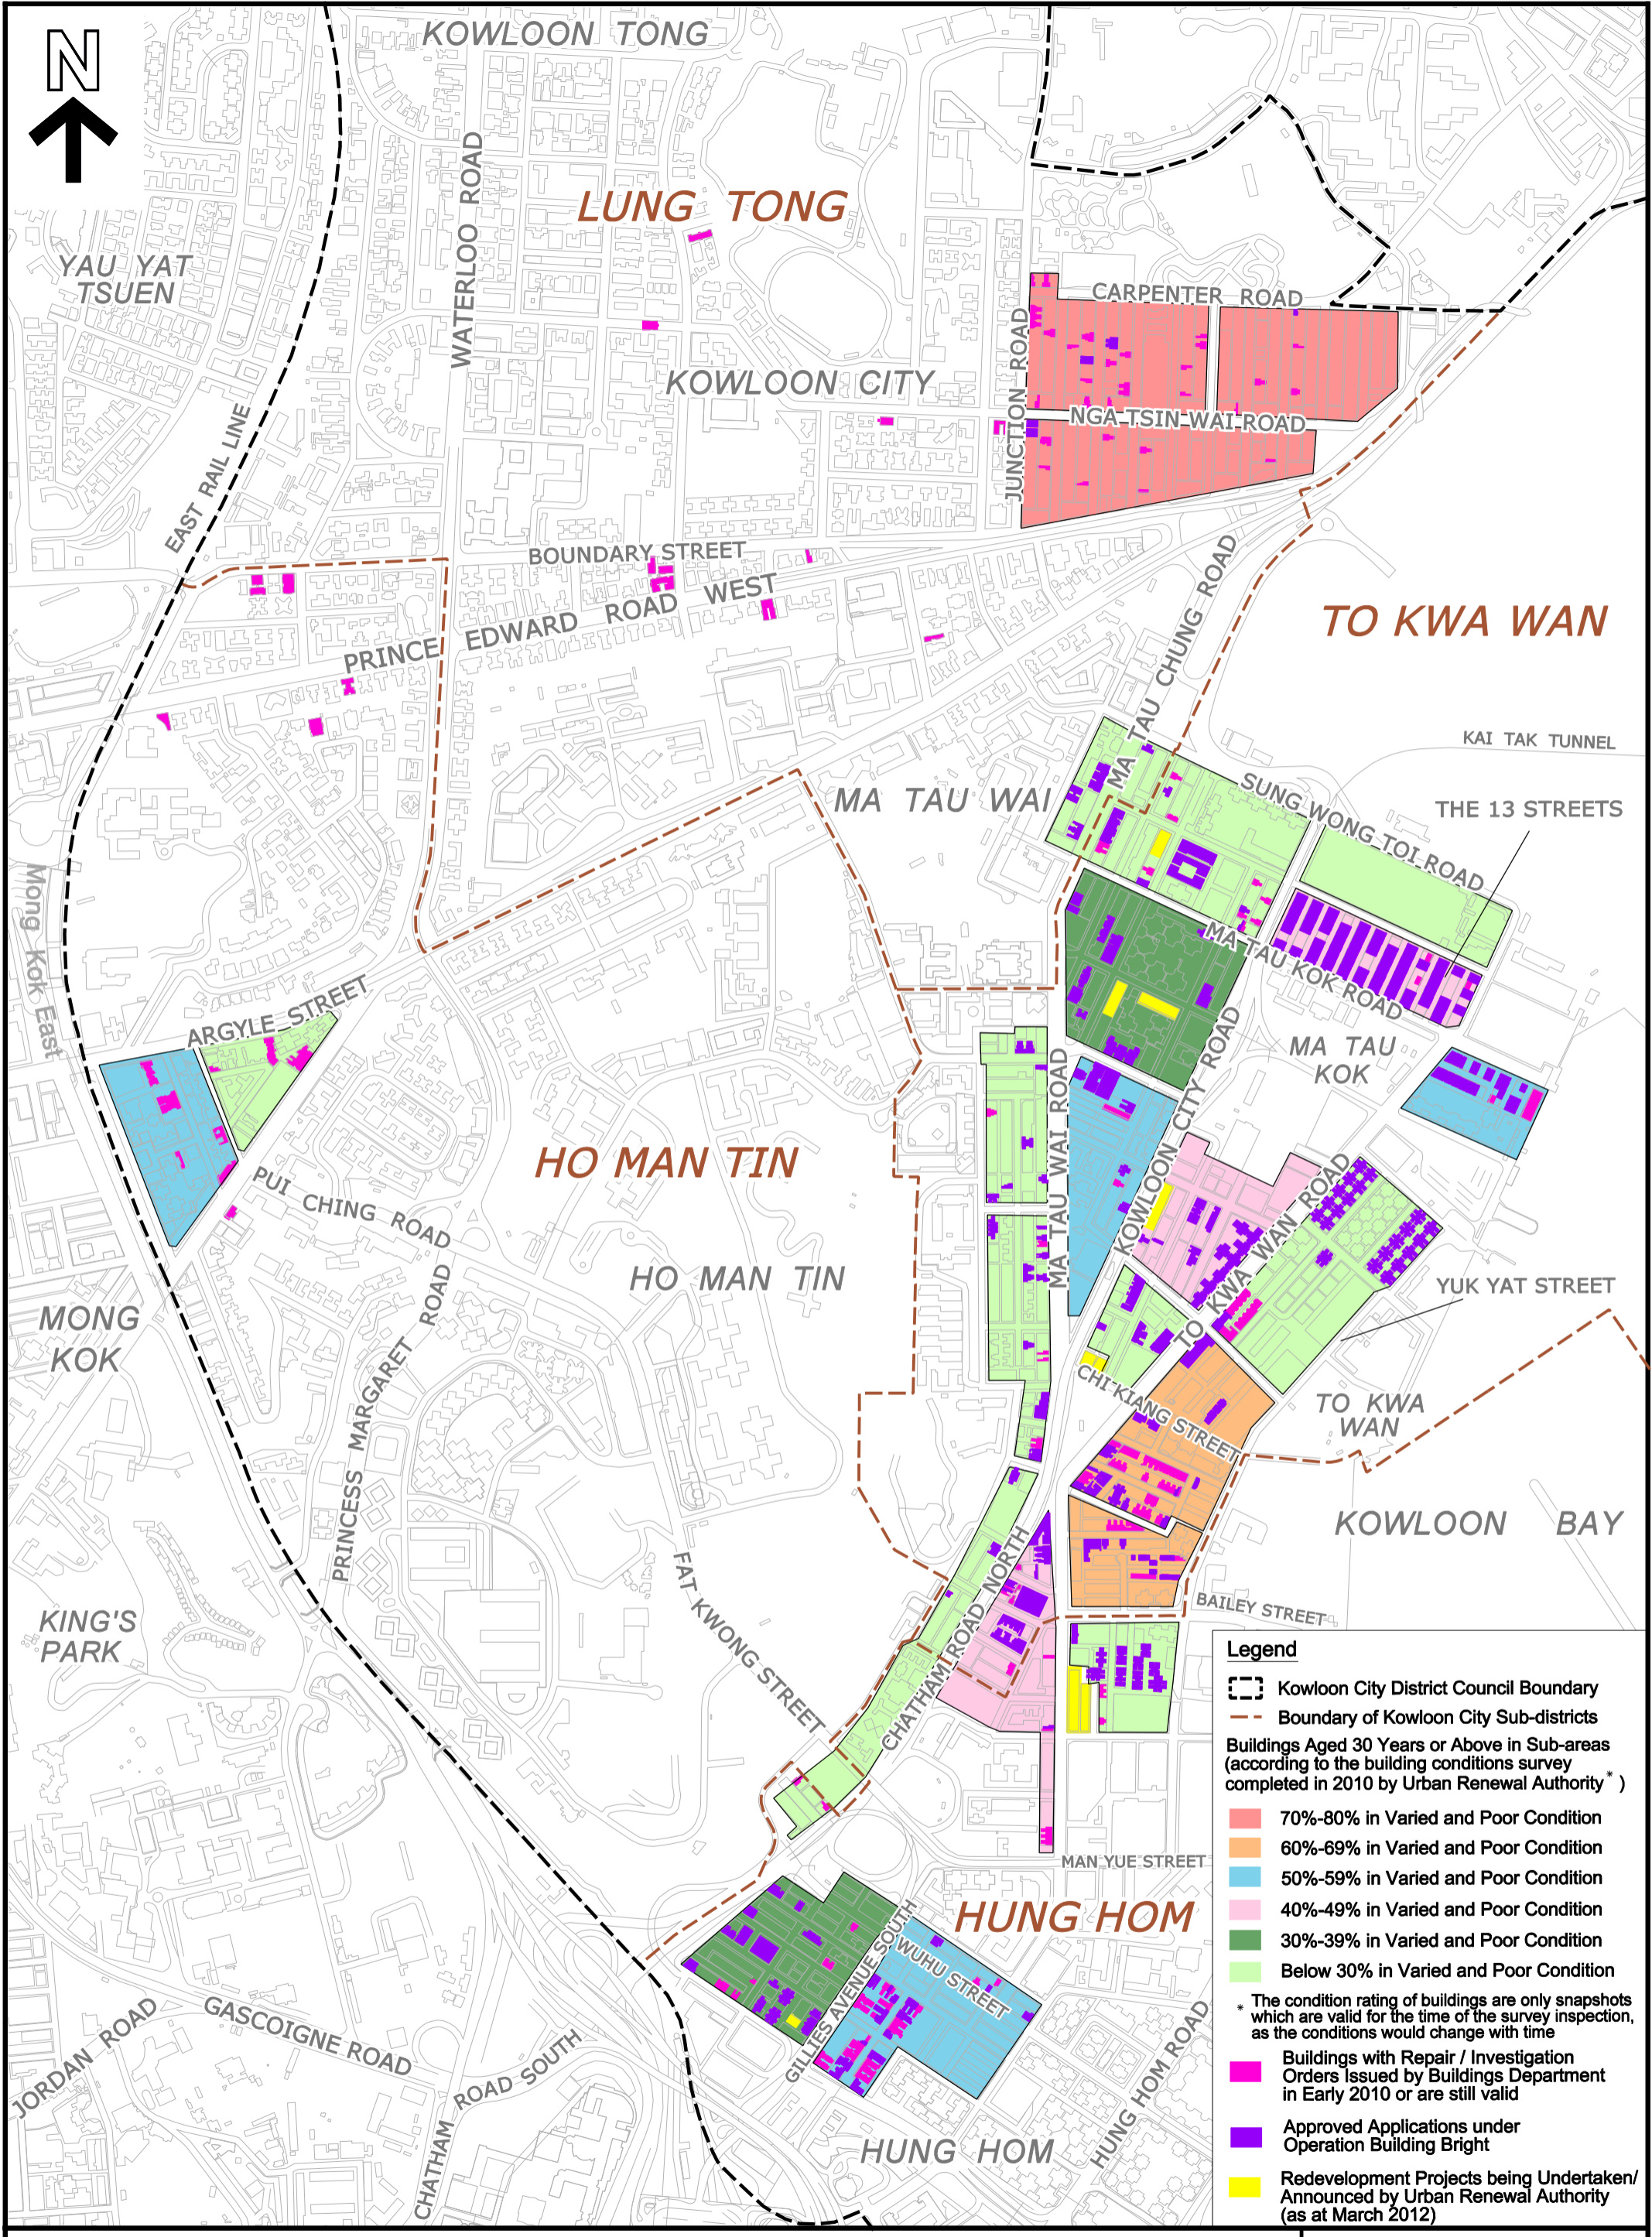 N
KOWLOON TONG
WATERLOO ROAD
LUNG TONG
YAU YAT
TSUEN
CARPENTER ROAD
JUNCTION ROAD
KOWLOON CITY
NGA TSIN WAI ROAD
EAST RAIL LINE
BOUNDARY STREET
PRINCE EDWARD ROAD WEST
MA TAU CHUNG ROAD
TO KWA WAN
KAI TAK TUNNEL
MA TAU WAI
SUNG WONG TOI ROAD
THE 13 STREETS
Mong Kok East
MA TAU KOK ROAD
ARGYLE STREET
MA TAU
KOK
MA TAU WAI ROAD
KOWLOON CITY ROAD
HO MAN TIN
PUI CHING ROAD
TO KWA WAN ROAD
HO MAN TIN
YUK YAT STREET
MONG
KOK
PRINCESS MARGARET ROAD
CHI KIANG STREET
TO KWA
WAN
KOWLOON BAY
FAT KWONG STREET
CHATHAM ROAD NORTH
KING'S
PARK
BAILEY STREET
MAN YUE STREET
HUNG HOM
WUHU STREET
GILLIES AVENUE SOUTH
JORDAN ROAD
GASCOIGNE ROAD
CHATHAM ROAD SOUTH
HUNG HOM ROAD
HUNG HOM
Legend
Kowloon City District Council Boundary
Boundary of Kowloon City Sub-districts
Buildings Aged 30 Years or Above in Sub-areas
(according to the building conditions survey
completed in 2010 by Urban Renewal Authority * )
70%-80% in Varied and Poor Condition
60%-69% in Varied and Poor Condition
50%-59% in Varied and Poor Condition
40%-49% in Varied and Poor Condition
30%-39% in Varied and Poor Condition
Below 30% in Varied and Poor Condition
* The condition rating of buildings are only snapshots
which are valid for the time of the survey inspection,
as the conditions would change with time
Buildings with Repair / Investigation
Orders Issued by Buildings Department
in Early 2010 or are still valid
Approved Applications under
Operation Building Bright
Redevelopment Projects being Undertaken/
Announced by Urban Renewal Authority
(as at March 2012)